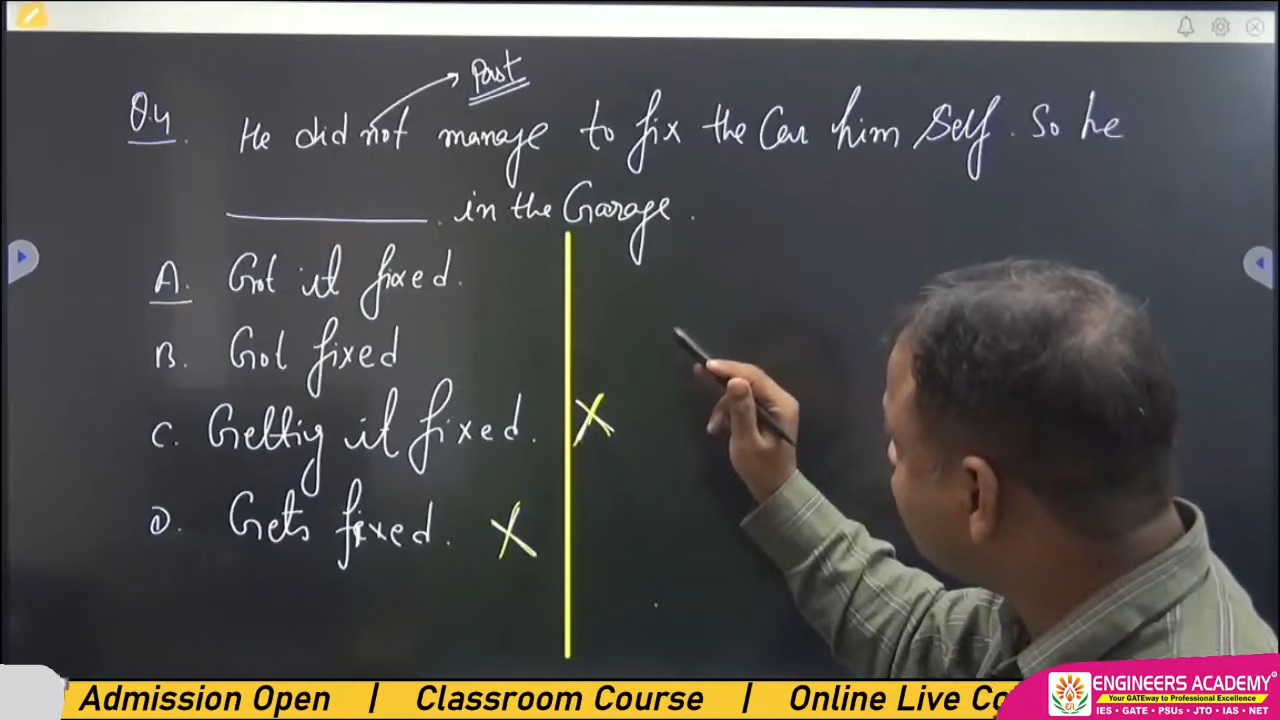 Past
Q.4 He did not manage to fix the Car him Self. So he
in the Garage.
A. Got it fixed.
B. Got fixed
C. Getting it fixed. X
D. Gets fixed. X
Admission Open | Classroom Course | Online Live Co
ENGINEERS ACADEMY
Your GATEway to Professional Excellence
IES • GATE • PSUs • JTO • IAS • NET